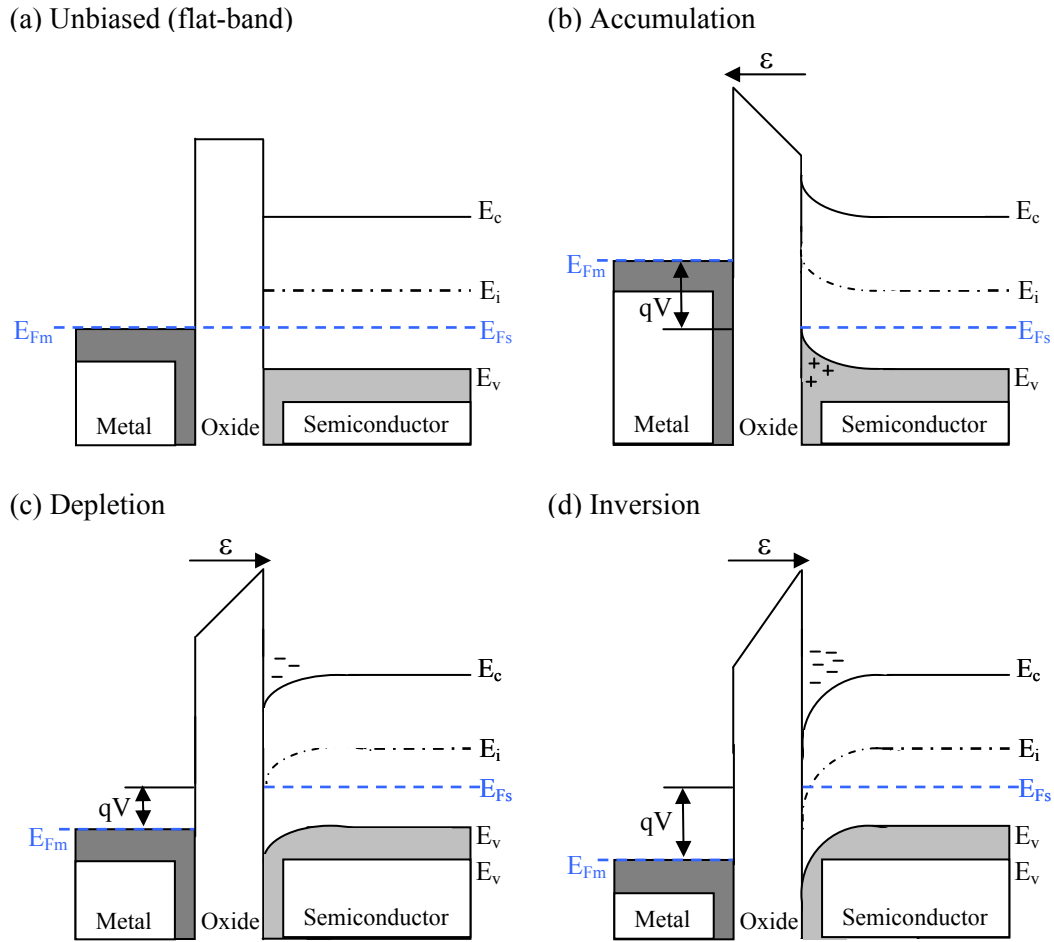 (a) Unbiased (flat-band)
E_c
E_i
E_Fm
E_Fs
E_v
Metal
Oxide
Semiconductor
(b) Accumulation
ε
E_c
E_Fm
E_i
qV
E_Fs
+ + +
E_v
Metal
Oxide
Semiconductor
(c) Depletion
ε
E_c
E_i
qV
E_Fs
E_Fm
E_v
E_v
Metal
Oxide
Semiconductor
(d) Inversion
ε
E_c
E_i
qV
E_Fs
E_Fm
E_v
E_v
Metal
Oxide
Semiconductor